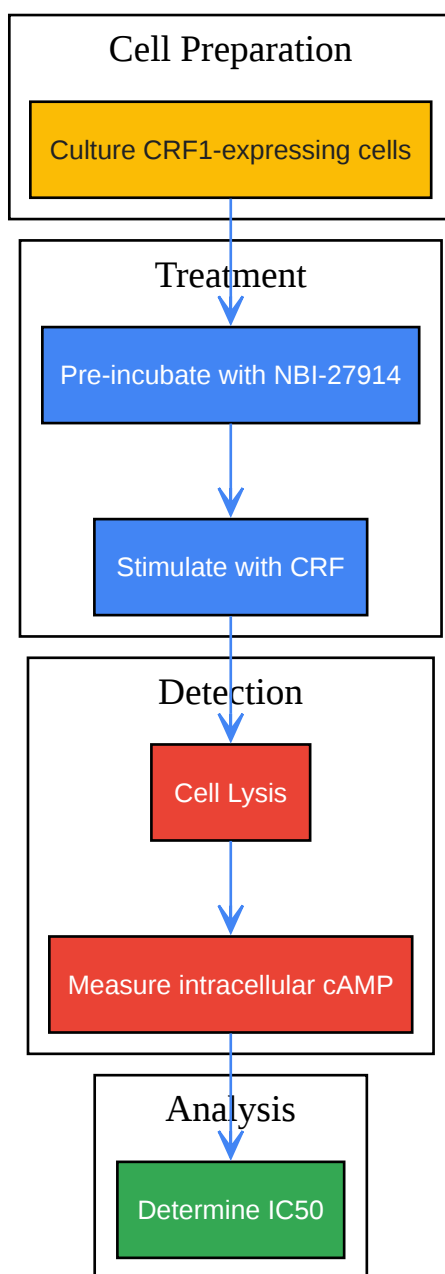 Cell Preparation
Culture CRF1-expressing cells
Treatment
Pre-incubate with NBI-27914
Stimulate with CRF
Detection
Cell Lysis
Measure intracellular cAMP
Analysis
Determine IC50